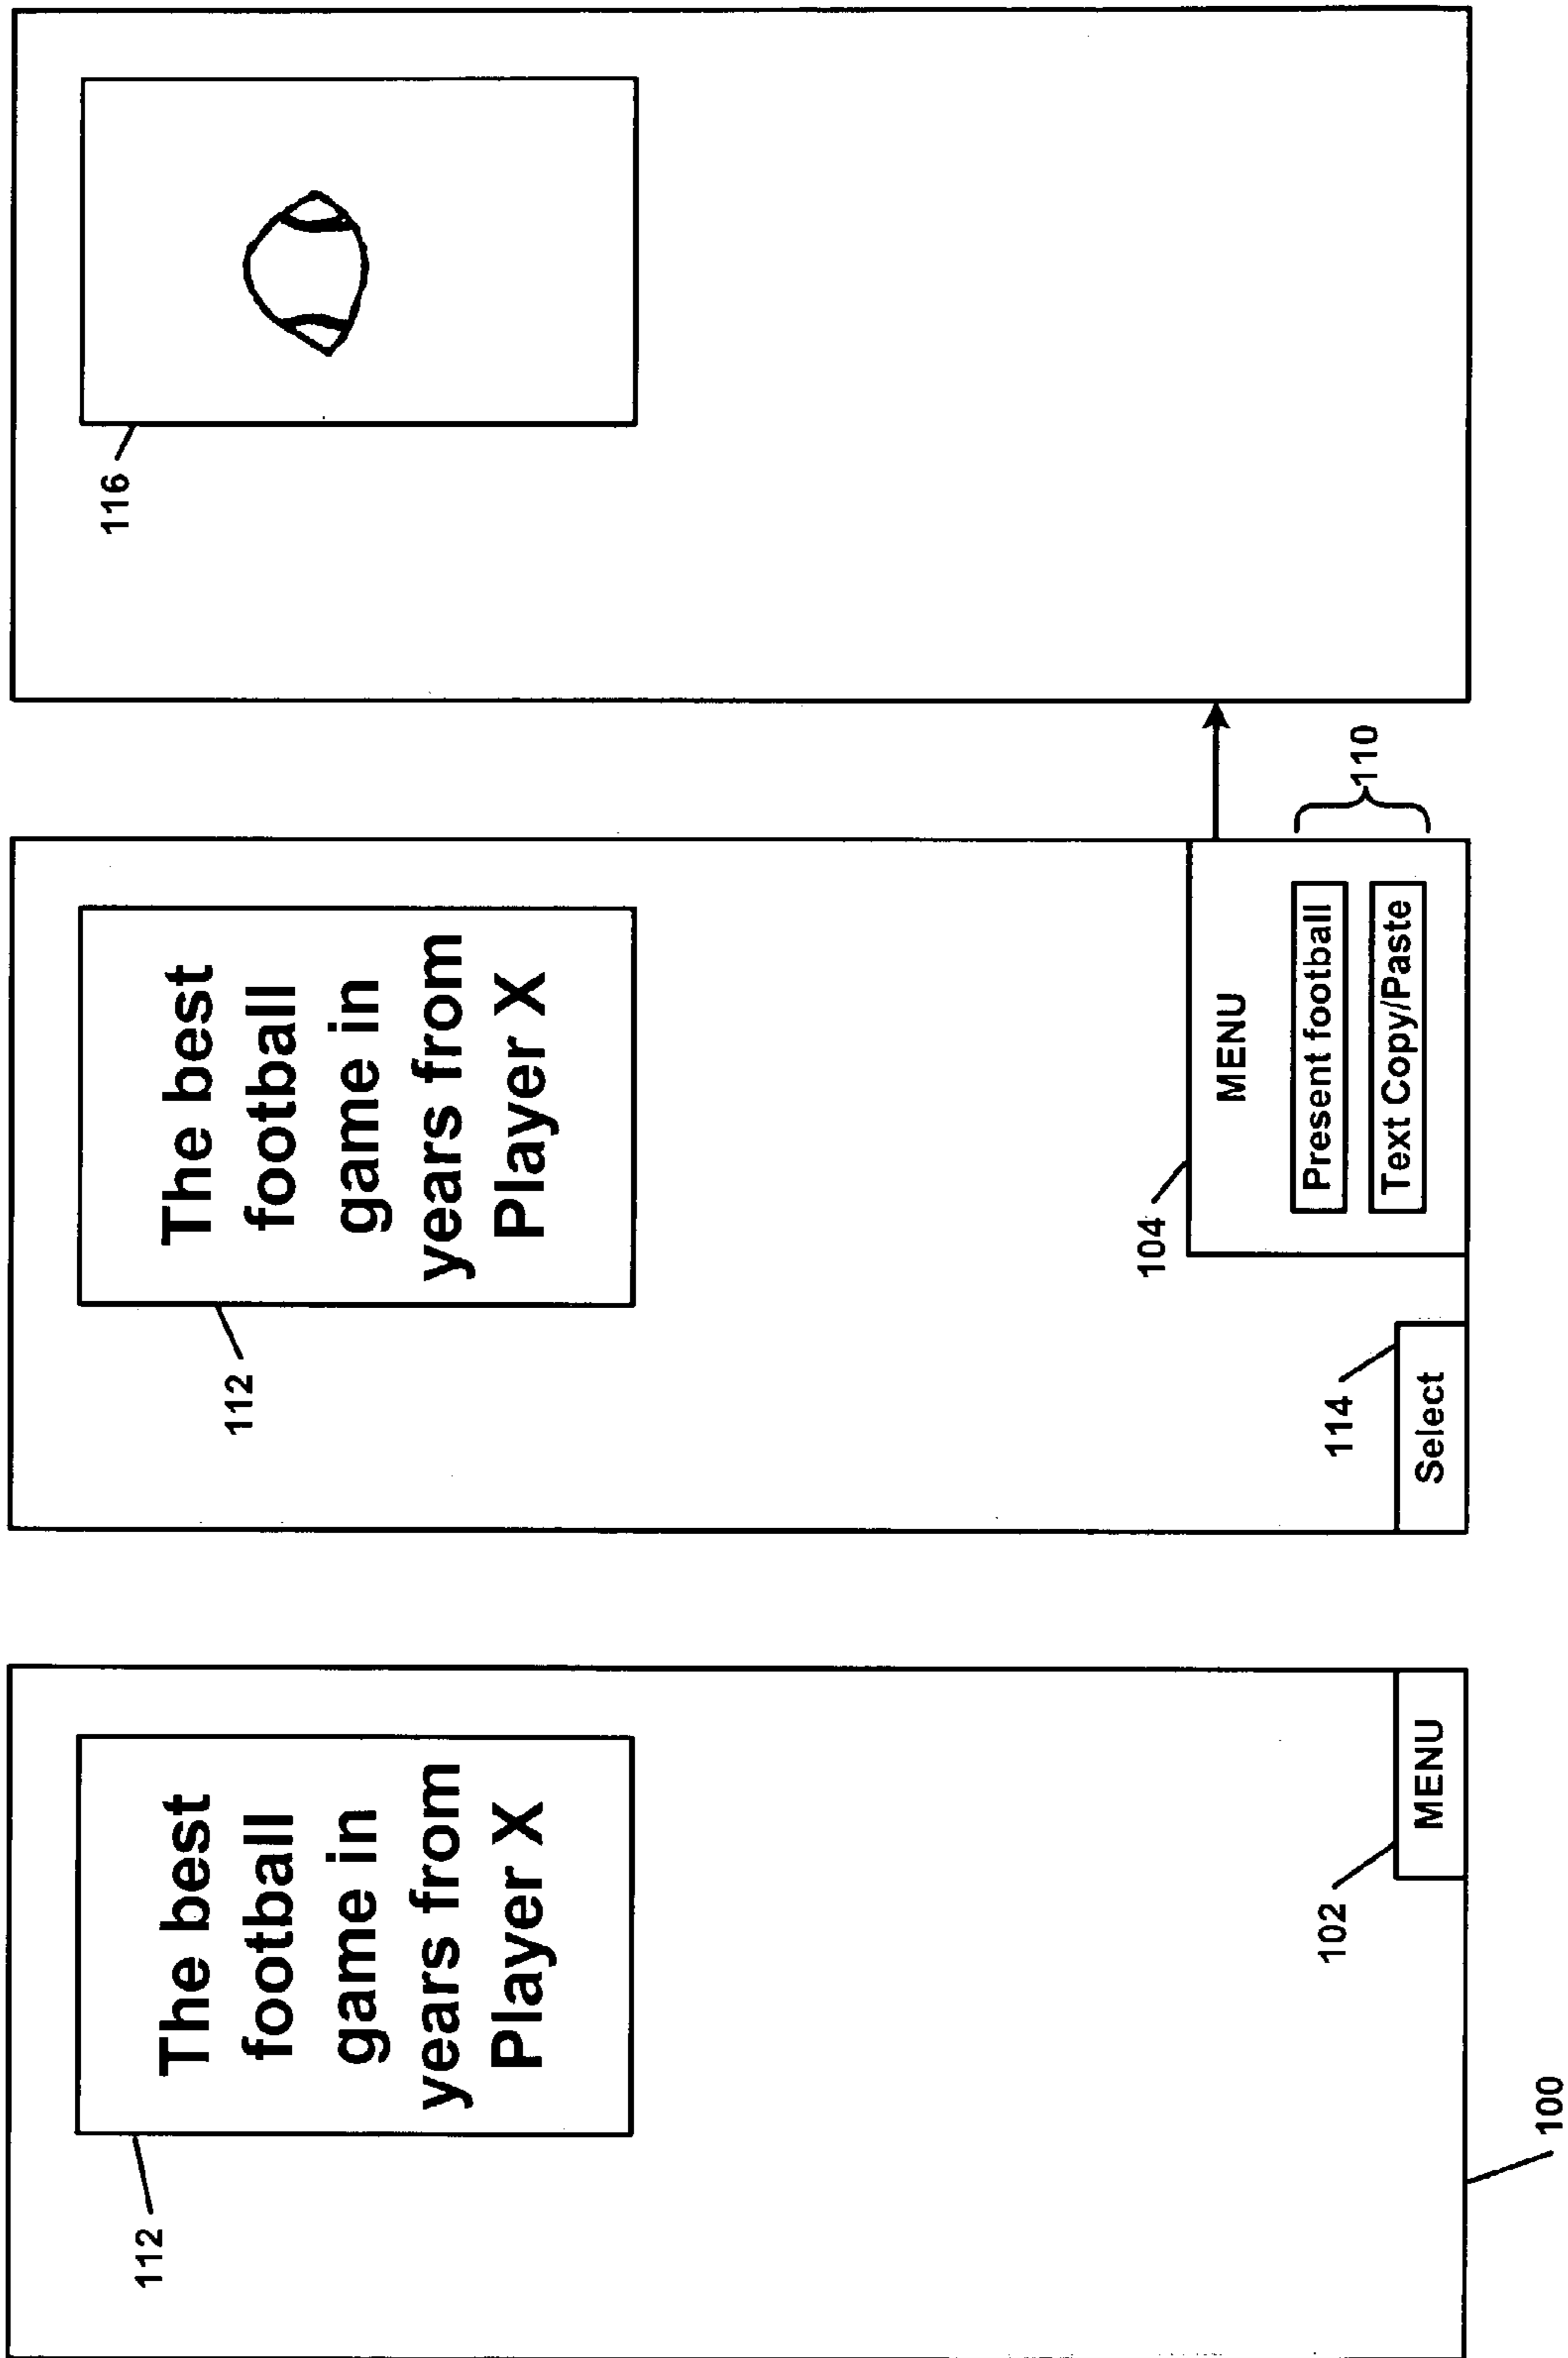 The best
football
game in
years from
Player X
112
102
MENU
100
The best
football
game in
years from
Player X
112
104
MENU
Present football
Text Copy/Paste
110
114
Select
116